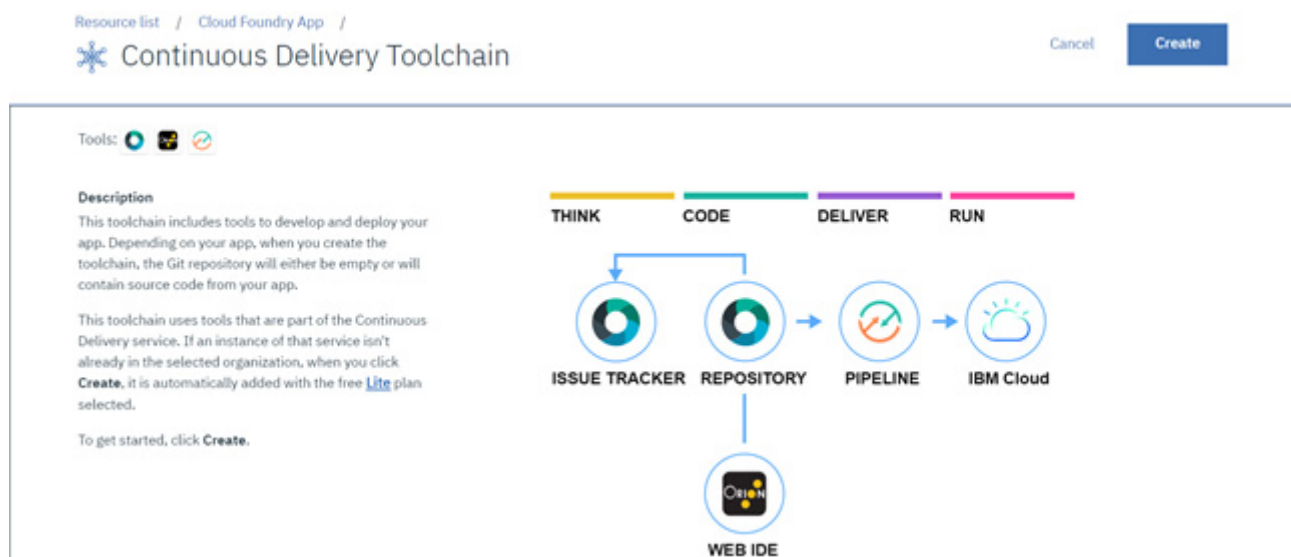 Resource list / Cloud Foundry App /
Continuous Delivery Toolchain
Cancel
Create
Tools:
Description
This toolchain includes tools to develop and deploy your
app. Depending on your app, when you create the
toolchain, the Git repository will either be empty or will
contain source code from your app.
This toolchain uses tools that are part of the Continuous
Delivery service. If an instance of that service isn't
already in the selected organization, when you click
Create, it is automatically added with the free Lite plan
selected.
To get started, click Create.
THINK CODE DELIVER RUN
ISSUE TRACKER REPOSITORY PIPELINE IBM Cloud
ORION
WEB IDE